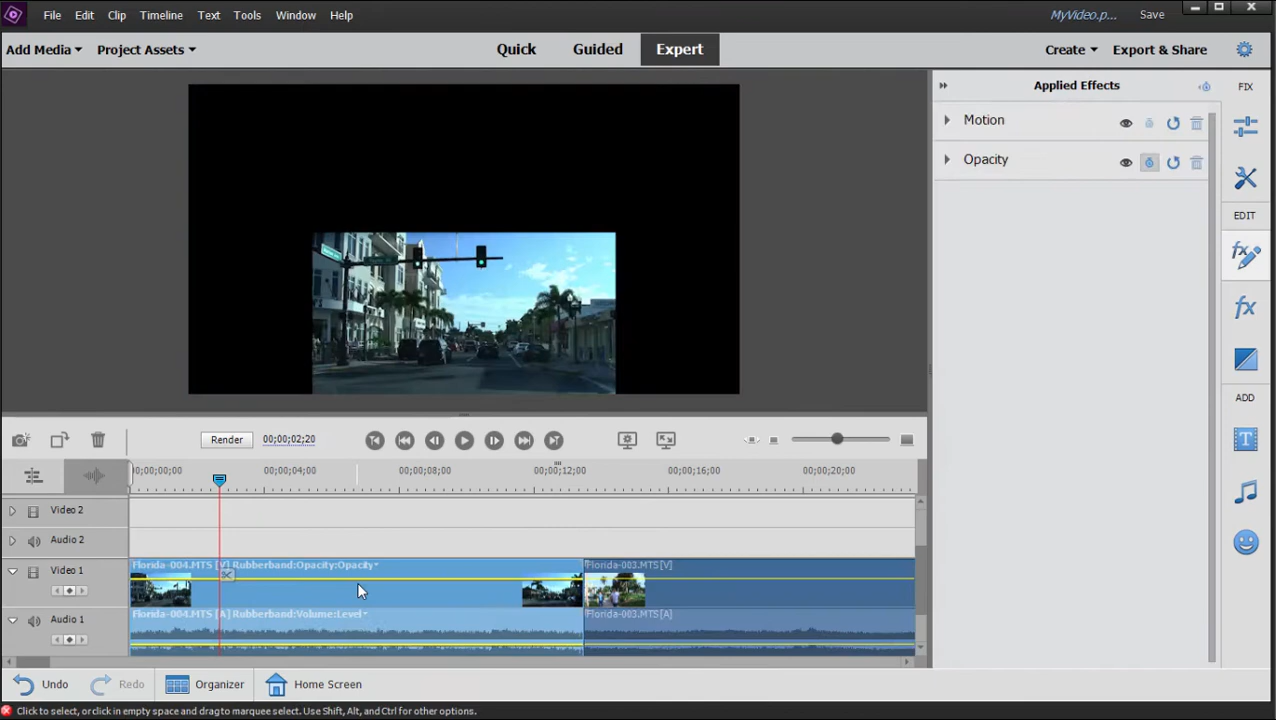 File Edit Clip Timeline Text Tools Window Help MyVideo.p... Save
Add Media Project Assets Quick Guided Expert Create Export & Share
Applied Effects FIX
Motion
Opacity
EDIT
ADD
Render 00;00;02;20
00;00;00;00 00;00;04;00 00;00;08;00 00;00;12;00 00;00;16;00 00;00;20;00
Video 2
Audio 2
Video 1 Florida-004.MTS [V] Rubberband:Opacity:Opacity Florida-003.MTS[V]
Audio 1 Florida-004.MTS [A] Rubberband:Volume:Level Florida-003.MTS[A]
Undo Redo Organizer Home Screen
Click to select, or click in empty space and drag to marquee select. Use Shift, Alt, and Ctrl for other options.